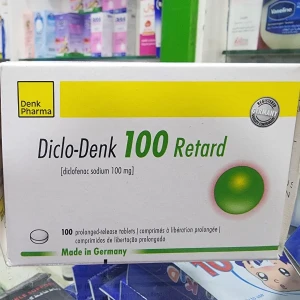 Denk
Pharma
Diclo-Denk 100 Retard
[diclofenac sodium 100 mg]
100 prolonged-release tablets | comprimés à libération prolongée |
comprimidos de libertação prolongada
Made in Germany
GERMANY
Vaseline